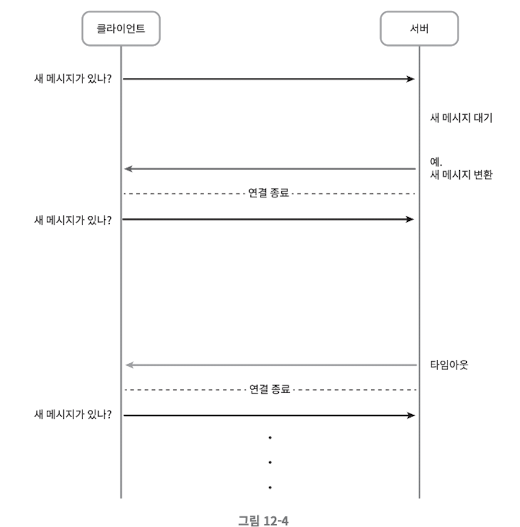 클라이언트
서버
새 메시지가 있나?
새 메시지 대기
예.
새 메시지 변환
연결 종료
새 메시지가 있나?
타임아웃
연결 종료
새 메시지가 있나?
그림 12-4